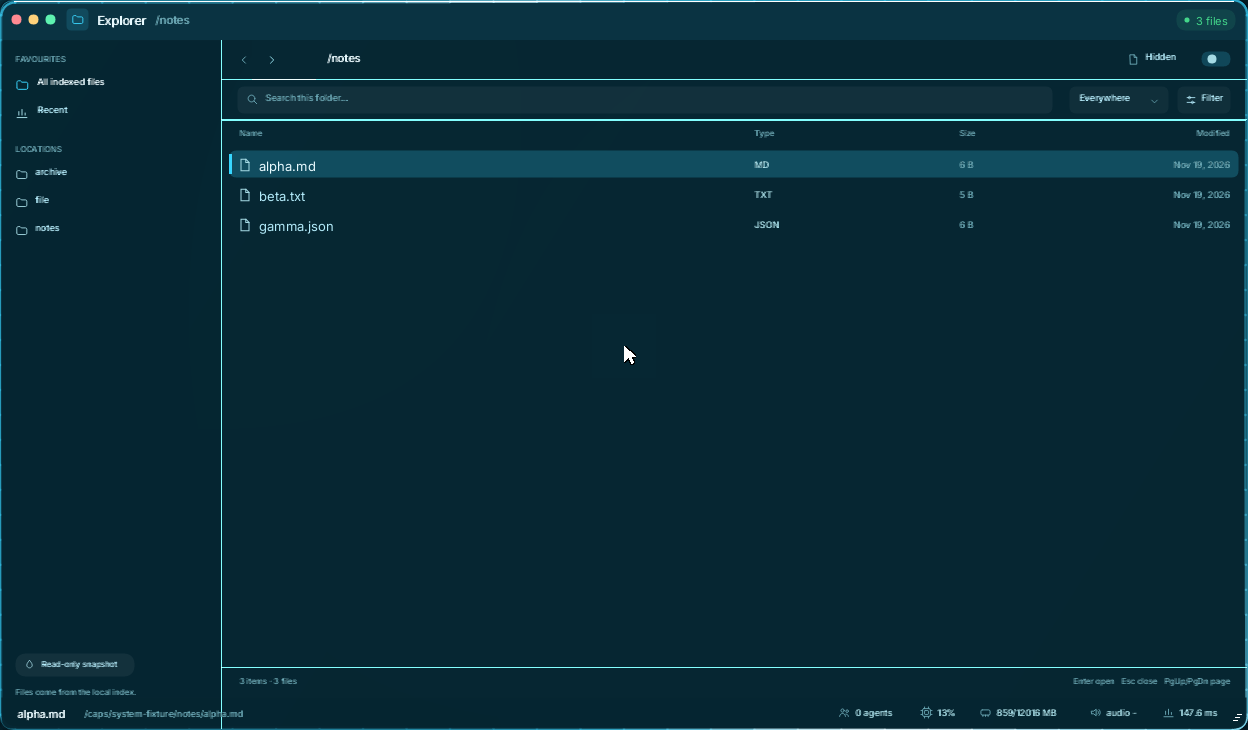 Explorer /notes 3 files
FAVOURITES
All indexed files
Recent
LOCATIONS
archive
file
notes
/notes Hidden
Search this folder... Everywhere Filter
Name Type Size Modified
alpha.md MD 6 B Nov 19, 2026
beta.txt TXT 5 B Nov 19, 2026
gamma.json JSON 6 B Nov 19, 2026
Read-only snapshot
Files come from the local index.
3 items · 3 files Enter open Esc close PgUp/PgDn page
alpha.md /caps/system-fixture/notes/alpha.md 0 agents 13% 859/12016 MB audio - 147.6 ms